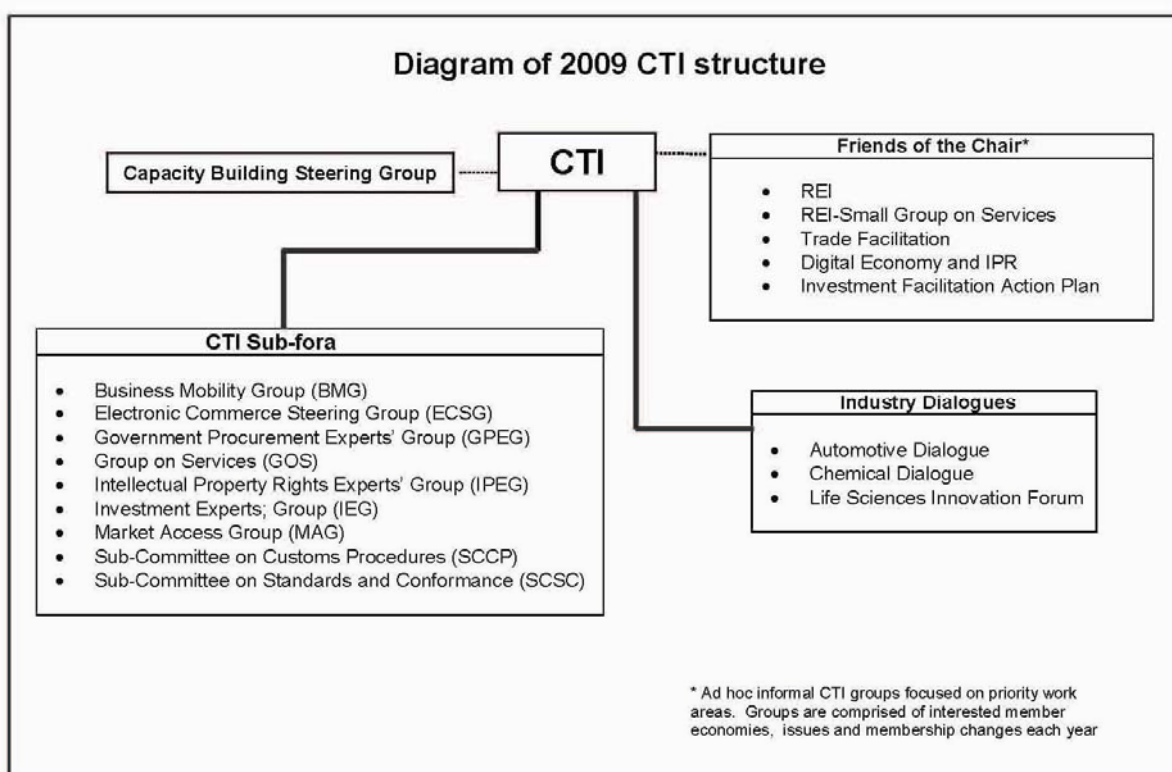 Diagram of 2009 CTI structure
CTI
Capacity Building Steering Group
Friends of the Chair*
• REI
• REI-Small Group on Services
• Trade Facilitation
• Digital Economy and IPR
• Investment Facilitation Action Plan
CTI Sub-fora
• Business Mobility Group (BMG)
• Electronic Commerce Steering Group (ECSG)
• Government Procurement Experts' Group (GPEG)
• Group on Services (GOS)
• Intellectual Property Rights Experts' Group (IPEG)
• Investment Experts; Group (IEG)
• Market Access Group (MAG)
• Sub-Committee on Customs Procedures (SCCP)
• Sub-Committee on Standards and Conformance (SCSC)
Industry Dialogues
• Automotive Dialogue
• Chemical Dialogue
• Life Sciences Innovation Forum
* Ad hoc informal CTI groups focused on priority work
areas. Groups are comprised of interested member
economies, issues and membership changes each year